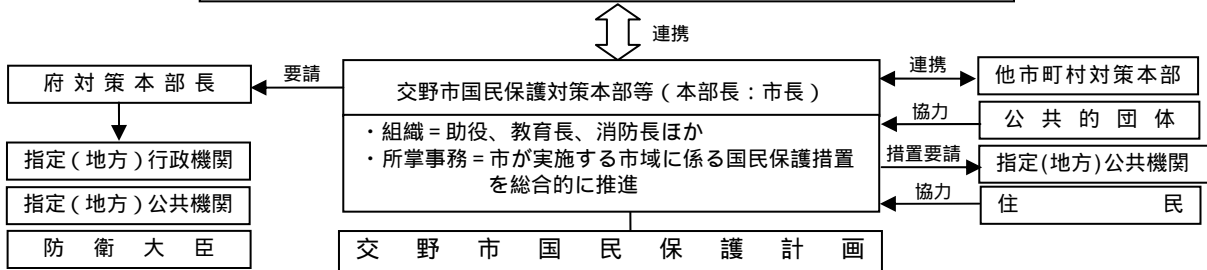 連携
府対策本部長
要請
交野市国民保護対策本部等（本部長：市長）
・組織＝助役、教育長、消防長ほか
・所掌事務＝市が実施する市域に係る国民保護措置
を総合的に推進
連携
他市町村対策本部
協力
公共的団体
措置要請
指定(地方)公共機関
協力
住民
指定（地方）行政機関
指定（地方）公共機関
防衛大臣
交野市国民保護計画